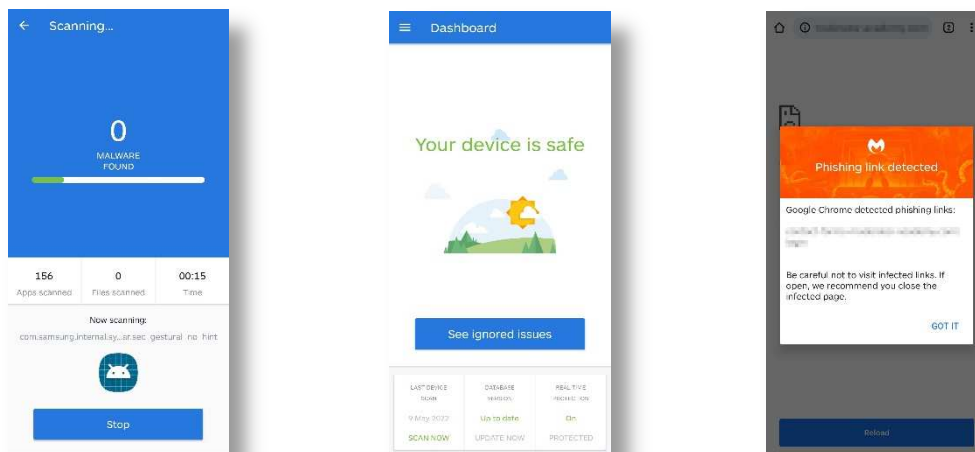 Scanning...
0
MALWARE
FOUND
156
Apps scanned
0
Files scanned
00:15
Time
Now scanning:
com.samsung.internal.sy...ar.sec_gestural_no_hint
Stop
Dashboard
Your device is safe
See ignored issues
LAST DEVICE
SCAN
9 May 2022
SCAN NOW
DATABASE
VERSION
Up to date
UPDATE NOW
REAL-TIME
PROTECTION
On
PROTECTED
Phishing link detected
Google Chrome detected phishing links:
Be careful not to visit infected links. If
open, we recommend you close the
infected page.
GOT IT
Reload